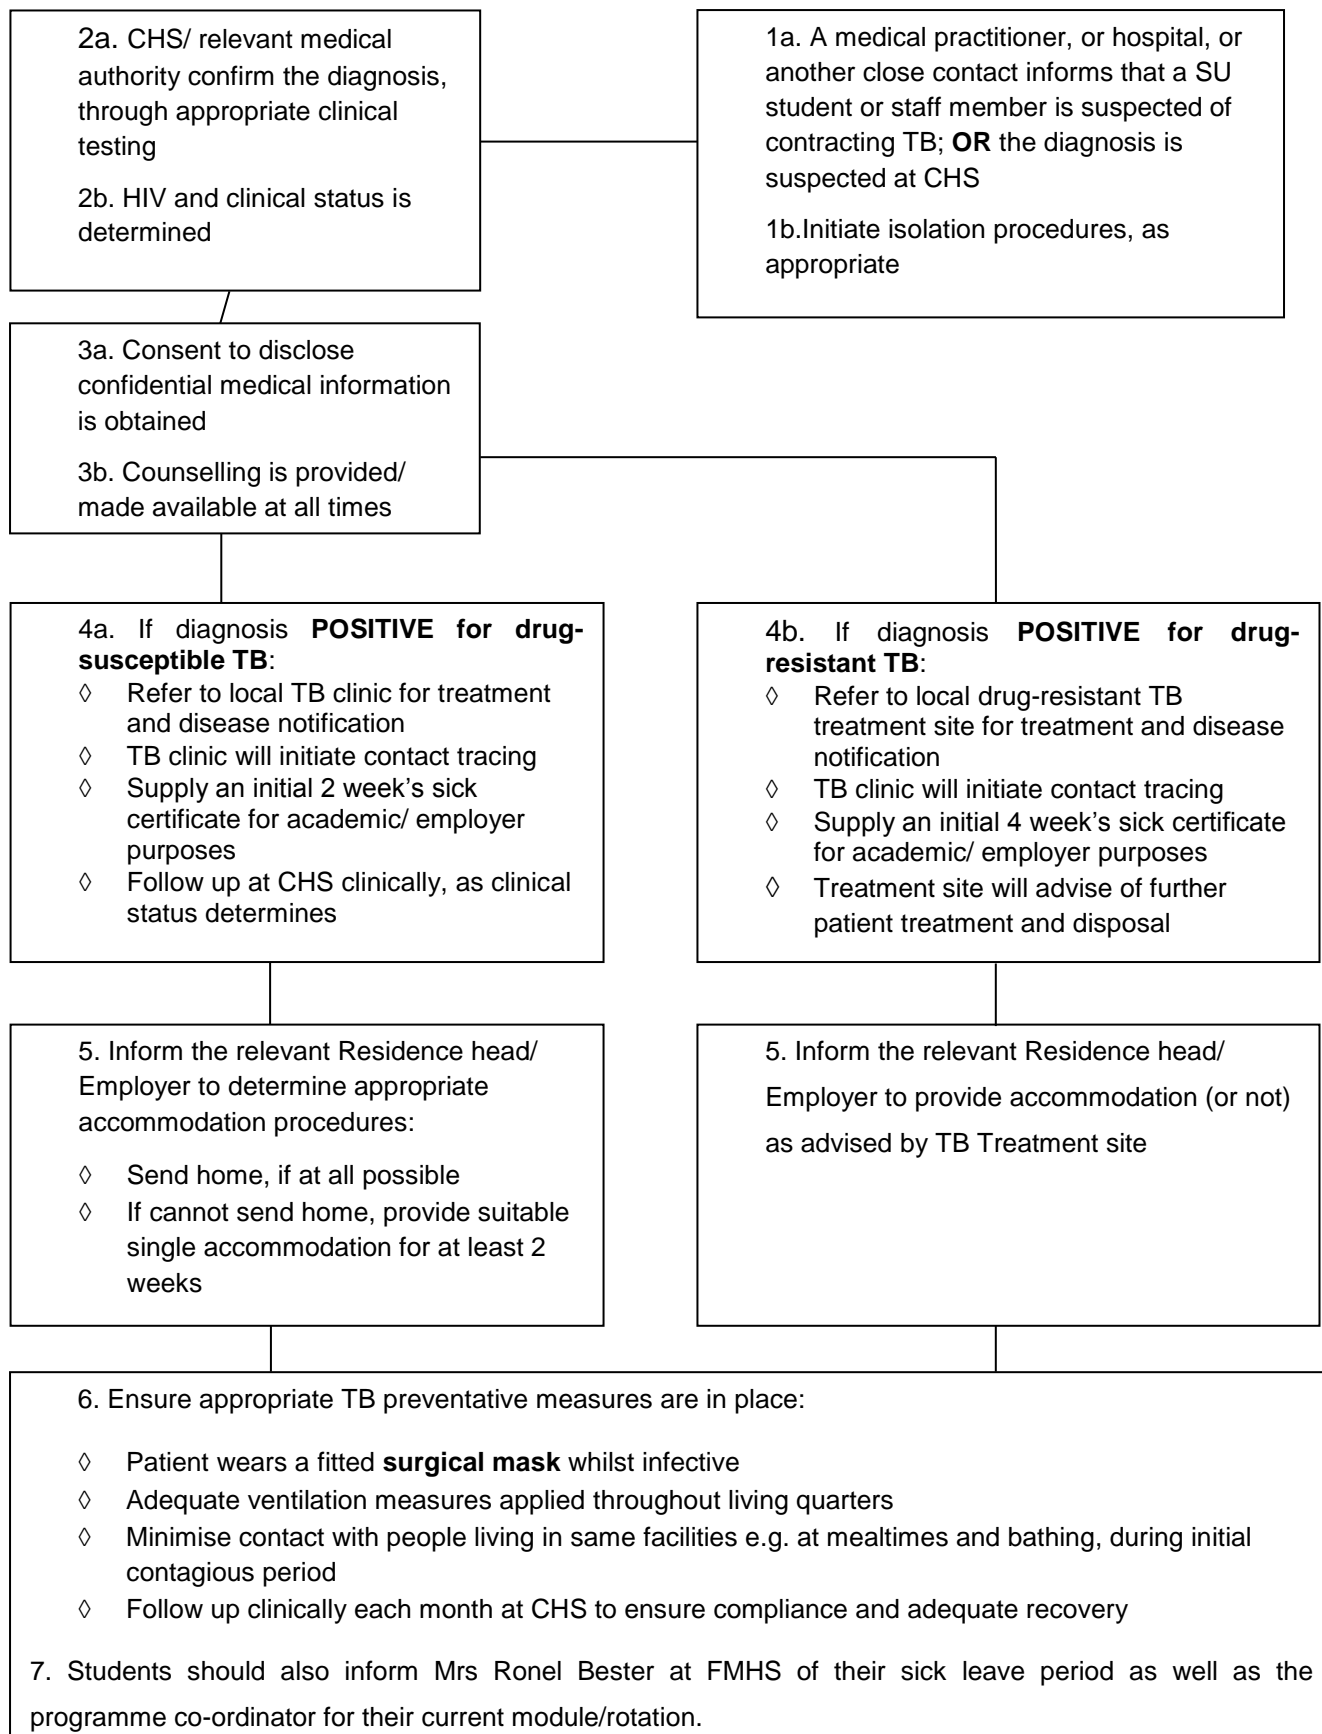 2a. CHS/ relevant medical
authority confirm the diagnosis,
through appropriate clinical
testing
2b. HIV and clinical status is
determined
1a. A medical practitioner, or hospital, or
another close contact informs that a SU
student or staff member is suspected of
contracting TB; OR the diagnosis is
suspected at CHS
1b.Initiate isolation procedures, as
appropriate
3a. Consent to disclose
confidential medical information
is obtained
3b. Counselling is provided/
made available at all times
4a. If diagnosis POSITIVE for drug-
susceptible TB:
◊ Refer to local TB clinic for treatment
and disease notification
◊ TB clinic will initiate contact tracing
◊ Supply an initial 2 week’s sick
certificate for academic/ employer
purposes
◊ Follow up at CHS clinically, as clinical
status determines
4b. If diagnosis POSITIVE for drug-
resistant TB:
◊ Refer to local drug-resistant TB
treatment site for treatment and disease
notification
◊ TB clinic will initiate contact tracing
◊ Supply an initial 4 week’s sick certificate
for academic/ employer purposes
◊ Treatment site will advise of further
patient treatment and disposal
5. Inform the relevant Residence head/
Employer to determine appropriate
accommodation procedures:
◊ Send home, if at all possible
◊ If cannot send home, provide suitable
single accommodation for at least 2
weeks
5. Inform the relevant Residence head/
Employer to provide accommodation (or not)
as advised by TB Treatment site
6. Ensure appropriate TB preventative measures are in place:
◊ Patient wears a fitted surgical mask whilst infective
◊ Adequate ventilation measures applied throughout living quarters
◊ Minimise contact with people living in same facilities e.g. at mealtimes and bathing, during initial
contagious period
◊ Follow up clinically each month at CHS to ensure compliance and adequate recovery
7. Students should also inform Mrs Ronel Bester at FMHS of their sick leave period as well as the
programme co-ordinator for their current module/rotation.